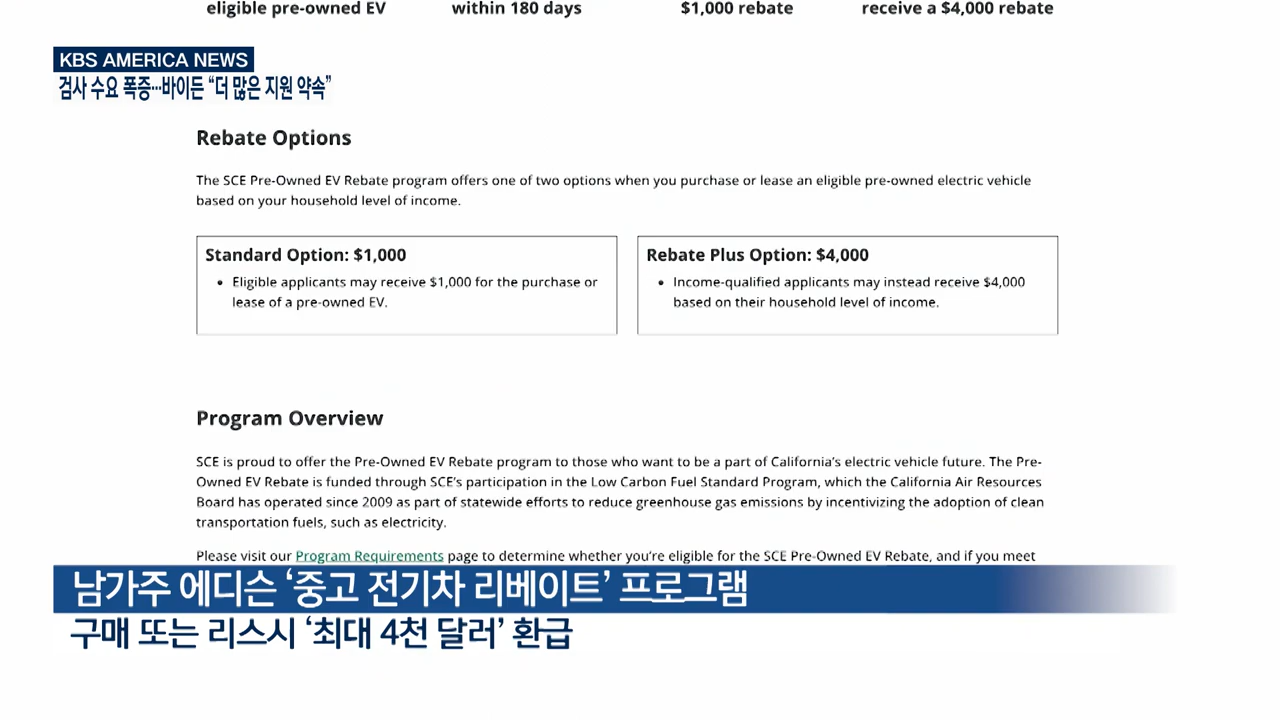 eligible pre-owned EV within 180 days $1,000 rebate receive a $4,000 rebate
KBS AMERICA NEWS
검사 수요 폭증…바이든 “더 많은 지원 약속”
Rebate Options
The SCE Pre-Owned EV Rebate program offers one of two options when you purchase or lease an eligible pre-owned electric vehicle
based on your household level of income.
Standard Option: $1,000
• Eligible applicants may receive $1,000 for the purchase or
lease of a pre-owned EV.
Rebate Plus Option: $4,000
• Income-qualified applicants may instead receive $4,000
based on their household level of income.
Program Overview
SCE is proud to offer the Pre-Owned EV Rebate program to those who want to be a part of California’s electric vehicle future. The Pre-
Owned EV Rebate is funded through SCE’s participation in the Low Carbon Fuel Standard Program, which the California Air Resources
Board has operated since 2009 as part of statewide efforts to reduce greenhouse gas emissions by incentivizing the adoption of clean
transportation fuels, such as electricity.
Please visit our Program Requirements page to determine whether you’re eligible for the SCE Pre-Owned EV Rebate, and if you meet
남가주 에디슨 ‘중고 전기차 리베이트’ 프로그램
구매 또는 리스시 ‘최대 4천 달러’ 환급